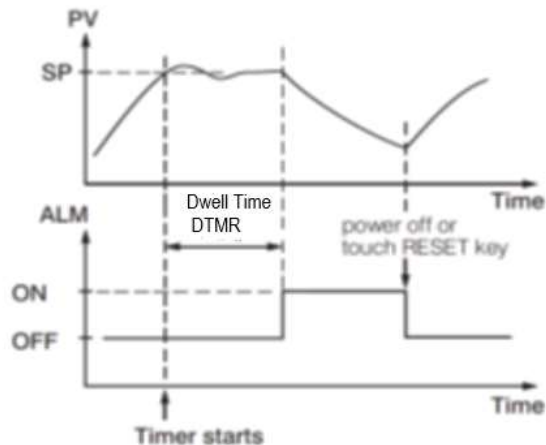 PV
SP
Time
ALM
Dwell Time
DTMR
power off or
touch RESET key
ON
OFF
Time
Timer starts